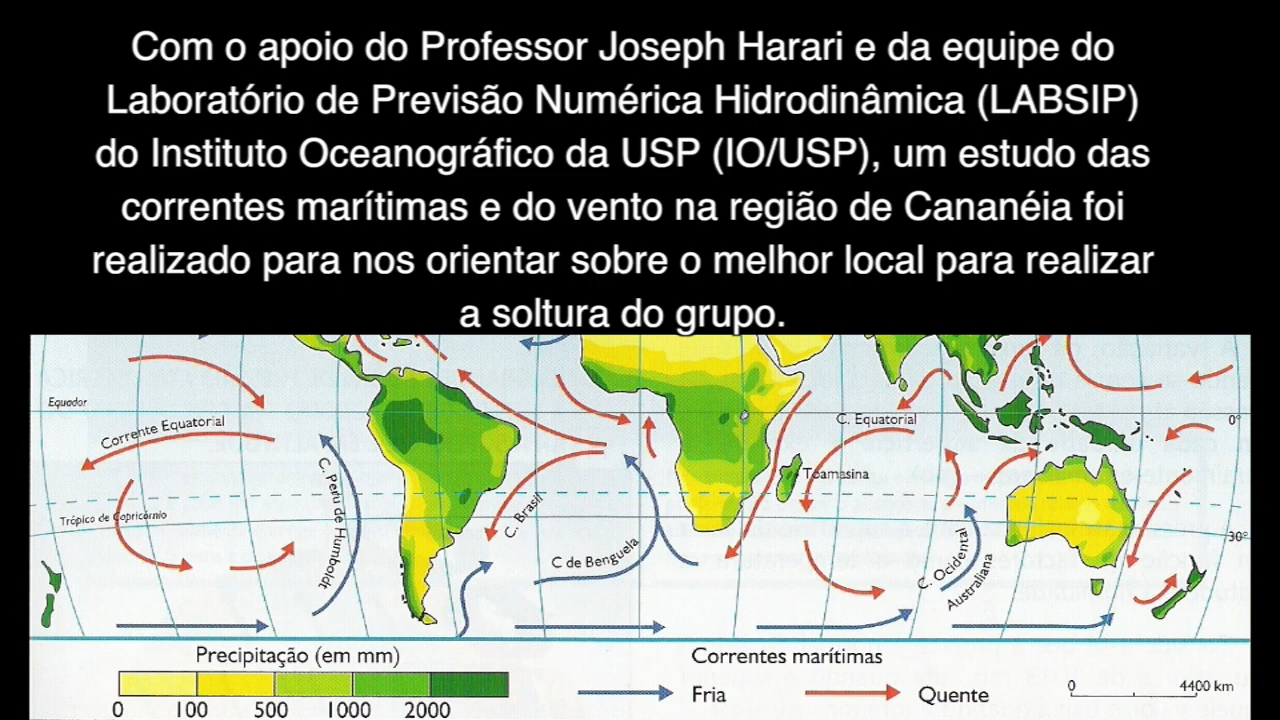 Com o apoio do Professor Joseph Harari e da equipe do
Laboratório de Previsão Numérica Hidrodinâmica (LABSIP)
do Instituto Oceanográfico da USP (IO/USP), um estudo das
correntes marítimas e do vento na região de Cananéia foi
realizado para nos orientar sobre o melhor local para realizar
a soltura do grupo.
Equador
0°
Corrente Equatorial
C. Equatorial
C. Peru de Humboldt
Toamasina
Trópico de Capricórnio
C. Brasil
30°
C de Benguela
C. Ocidental
Australiana
Precipitação (em mm)
0 100 500 1000 2000
Correntes marítimas
Fria
Quente
0 4400 km